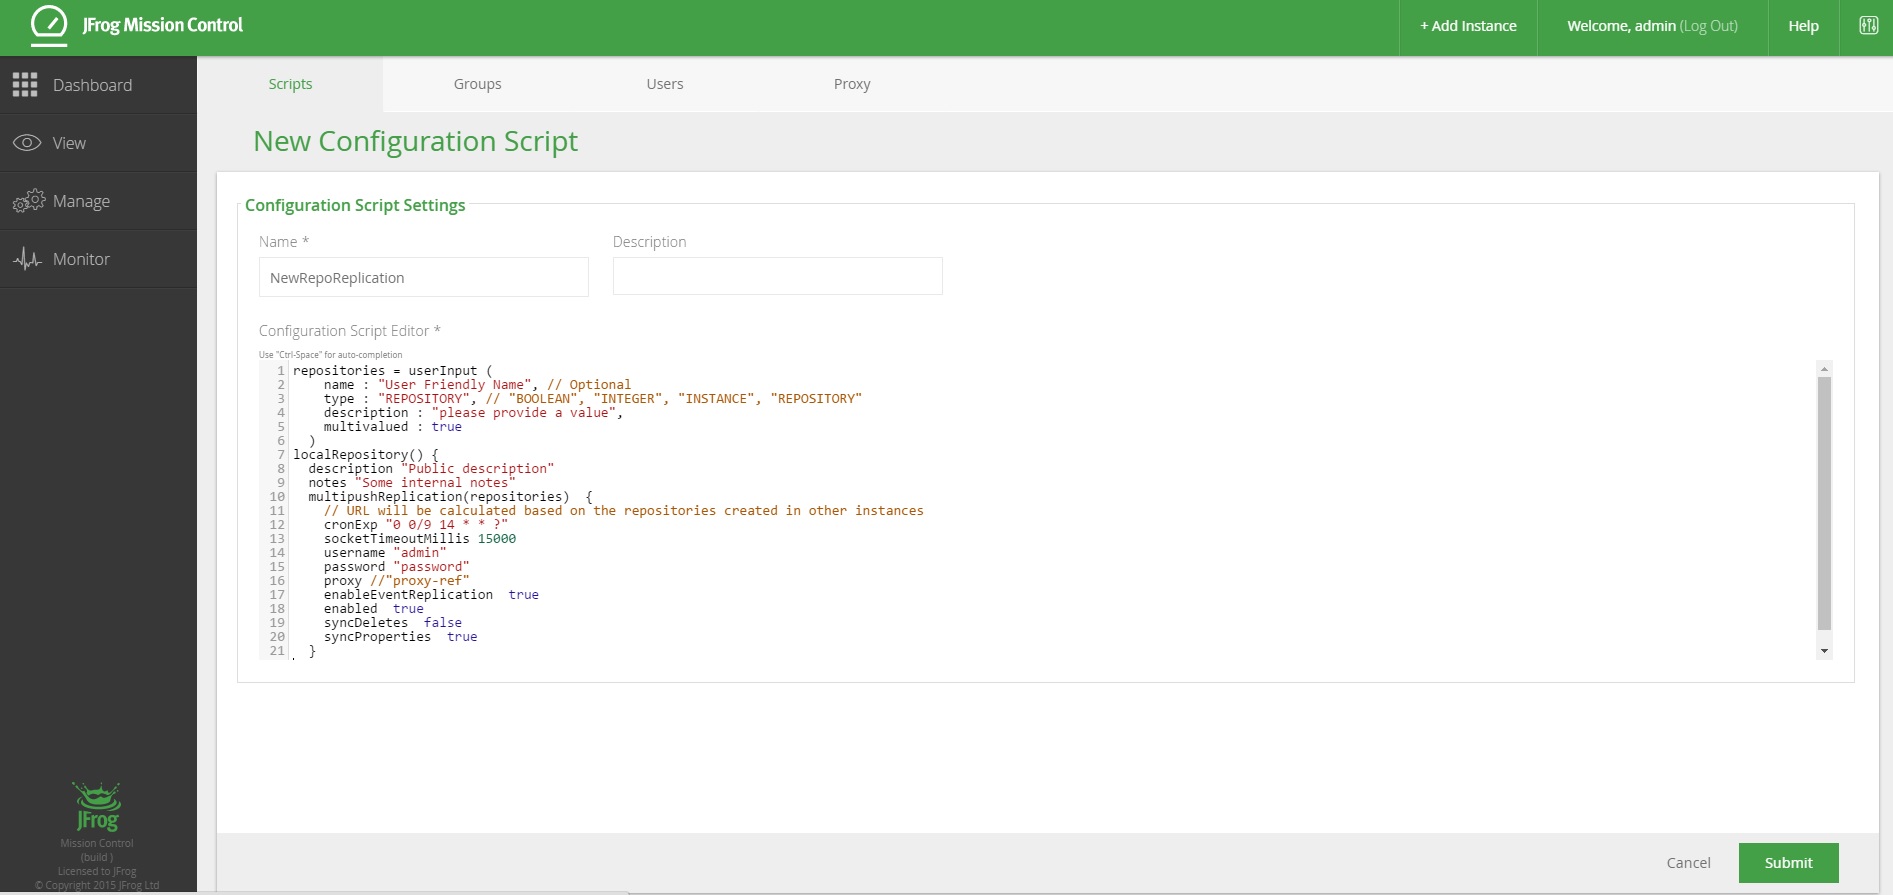 JFrog Mission Control
+ Add Instance
Welcome, admin (Log Out)
Help
Dashboard
View
Manage
Monitor
Scripts
Groups
Users
Proxy
New Configuration Script
Configuration Script Settings
Name *
Description
NewRepoReplication
Configuration Script Editor *
Use "Ctrl-Space" for auto-completion
1 repositories = userInput (
2     name : "User Friendly Name", // Optional
3     type : "REPOSITORY", // "BOOLEAN", "INTEGER", "INSTANCE", "REPOSITORY"
4     description : "please provide a value",
5     multivalued : true
6   )
7 localRepository() {
8   description "Public description"
9   notes "Some internal notes"
10   multipushReplication(repositories)  {
11     // URL will be calculated based on the repositories created in other instances
12     cronExp "0 0/9 14 * * ?"
13     socketTimeoutMillis 15000
14     username "admin"
15     password "password"
16     proxy //"proxy-ref"
17     enableEventReplication  true
18     enabled  true
19     syncDeletes  false
20     syncProperties  true
21   }
JFrog
Mission Control
(build )
Licensed to JFrog
© Copyright 2015 JFrog Ltd
Cancel
Submit